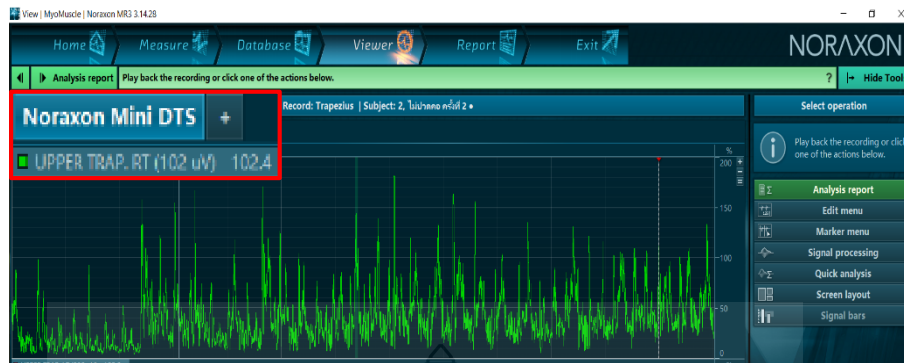 View | MyoMuscle | Noraxon MR3 3.14.28
Home Measure Database Viewer Report Exit NORAXON
Analysis report Play back the recording or click one of the actions below. ? Hide Tool
Noraxon Mini DTS +
Record: Trapezius | Subject: 2, ไม่ปวดคอ ครั้งที่ 2
Select operation
UPPER TRAP. RT (102 uV) 102.4
Play back the recording or click
one of the actions below.
%
200
150
100
50
0
Analysis report
Edit menu
Marker menu
Signal processing
Quick analysis
Screen layout
Signal bars